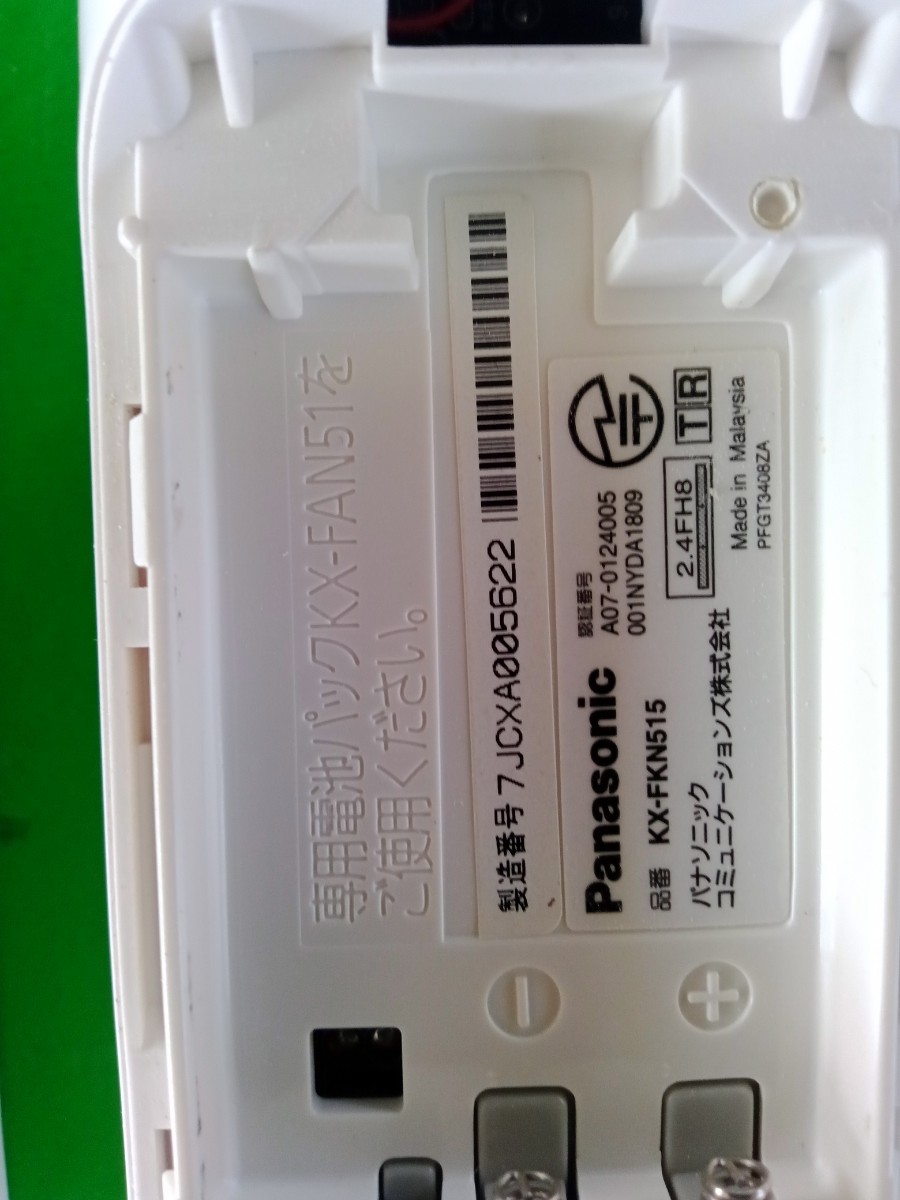 専用電池パックKX-FAN51を
ご使用ください。
製造番号 7JCXA005622
Panasonic
認証番号
A07-0124005
001NYDA1809
品番 KX-FKN515
2.4FH8
T R
パナソニック
コミュニケーションズ株式会社
Made in Malaysia
PFGT3408ZA